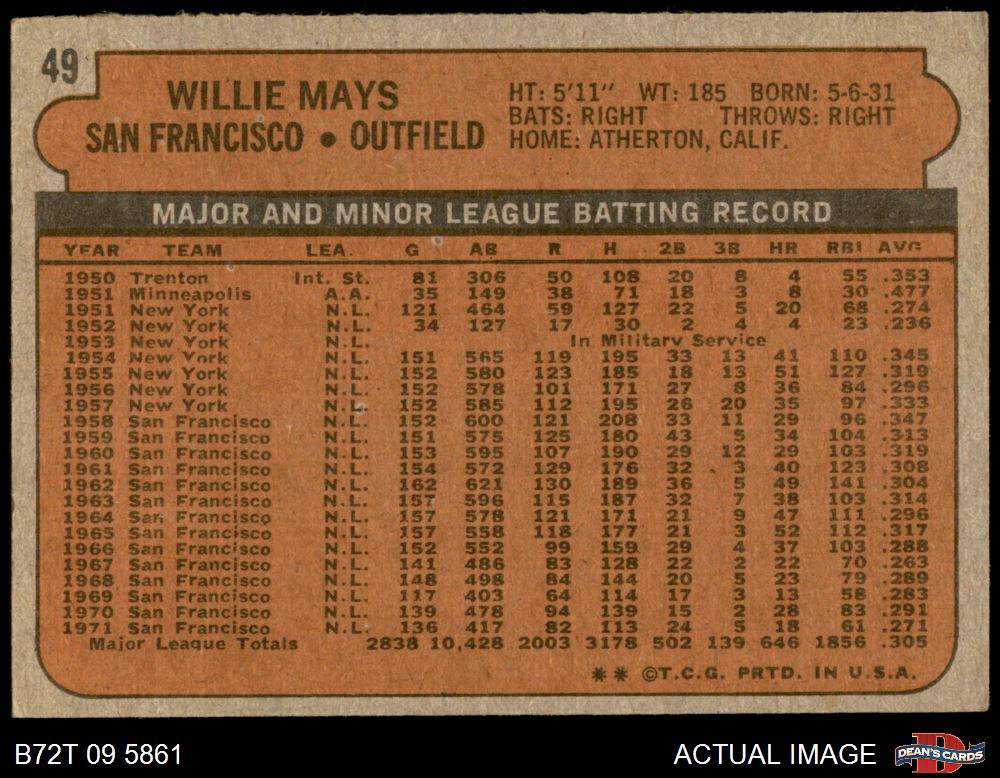 49
WILLIE MAYS
SAN FRANCISCO • OUTFIELD
HT: 5'11" WT: 185 BORN: 5-6-31
BATS: RIGHT THROWS: RIGHT
HOME: ATHERTON, CALIF.
MAJOR AND MINOR LEAGUE BATTING RECORD
YEAR TEAM LEA. G AB R H 2B 3B HR RBI AVG
1950 Trenton Int. St. 81 306 50 108 20 8 4 55 .353
1951 Minneapolis A.A. 35 149 38 71 18 3 8 30 .477
1951 New York N.L. 121 464 59 127 22 5 20 68 .274
1952 New York N.L. 34 127 17 30 2 4 4 23 .236
1953 New York N.L. In Military Service
1954 New York N.L. 151 565 119 195 33 13 41 110 .345
1955 New York N.L. 152 580 123 185 18 13 51 127 .319
1956 New York N.L. 152 578 101 171 27 8 36 84 .296
1957 New York N.L. 152 585 112 195 26 20 35 97 .333
1958 San Francisco N.L. 152 600 121 208 33 11 29 96 .347
1959 San Francisco N.L. 151 575 125 180 43 5 34 104 .313
1960 San Francisco N.L. 153 595 107 190 29 12 29 103 .319
1961 San Francisco N.L. 154 572 129 176 32 3 40 123 .308
1962 San Francisco N.L. 162 621 130 189 36 5 49 141 .304
1963 San Francisco N.L. 157 596 115 187 32 7 38 103 .314
1964 San Francisco N.L. 157 578 121 171 21 9 47 111 .296
1965 San Francisco N.L. 157 558 118 177 21 3 52 112 .317
1966 San Francisco N.L. 152 552 99 159 29 4 37 103 .288
1967 San Francisco N.L. 141 486 83 128 22 2 22 70 .263
1968 San Francisco N.L. 148 498 84 144 20 5 23 79 .289
1969 San Francisco N.L. 117 403 64 114 17 3 13 58 .283
1970 San Francisco N.L. 139 478 94 139 15 2 28 83 .291
1971 San Francisco N.L. 136 417 82 113 24 5 18 61 .271
Major League Totals 2838 10,428 2003 3178 502 139 646 1856 .305
** ©T.C.G. PRTD. IN U.S.A.
B72T 09 5861
ACTUAL IMAGE
D
DEAN'S CARDS